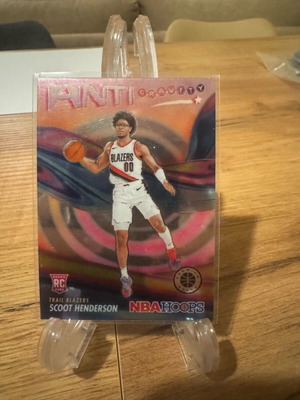 ANTI
GRAVITY
BLAZERS
00
RC
TRAIL BLAZERS
SCOOT HENDERSON
NBA HOOPS